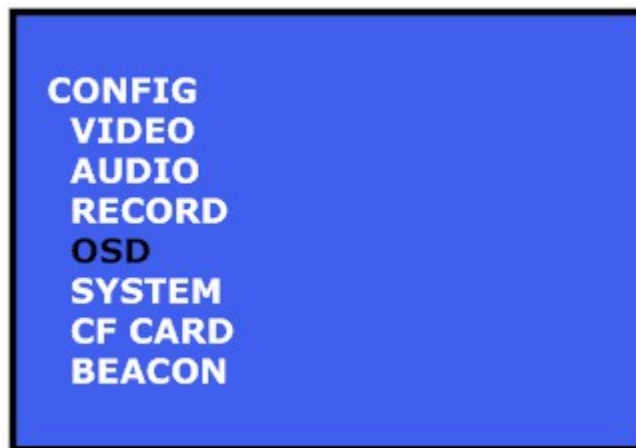 CONFIG
VIDEO
AUDIO
RECORD
OSD
SYSTEM
CF CARD
BEACON